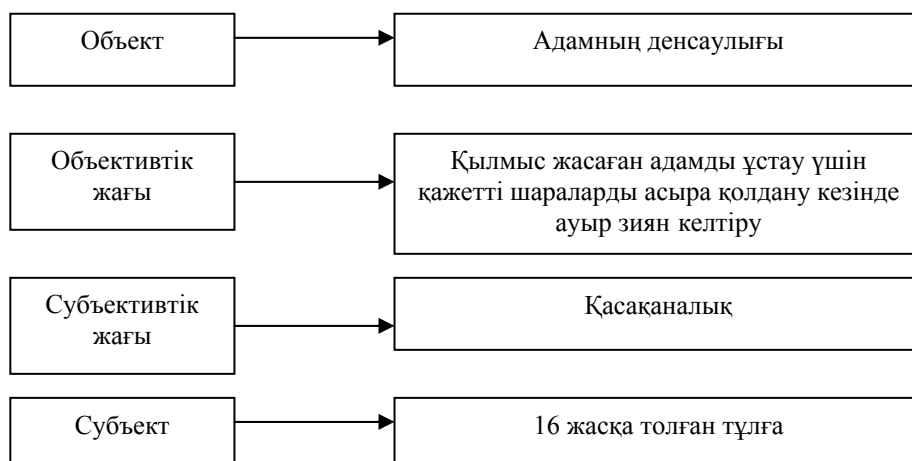 Объект
Адамның денсаулығы
Объективтік
жағы
Қылмыс жасаған адамды ұстау үшін
қажетті шараларды асыра қолдану кезінде
ауыр зиян келтіру
Субъективтік
жағы
Қасақаналық
Субъект
16 жасқа толған тұлға